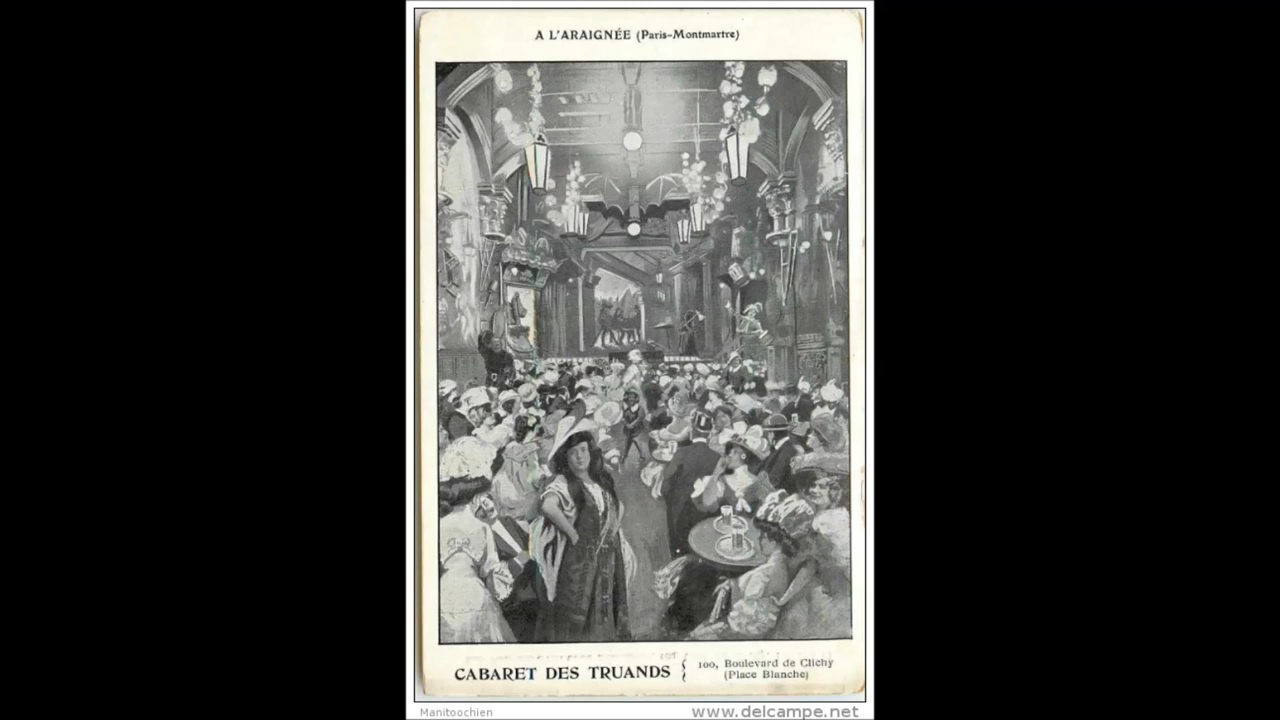 A L'ARAIGNÉE (Paris-Montmartre)
CABARET DES TRUANDS { 100, Boulevard de Clichy
(Place Blanche)
Manitoochien
www.delcampe.net